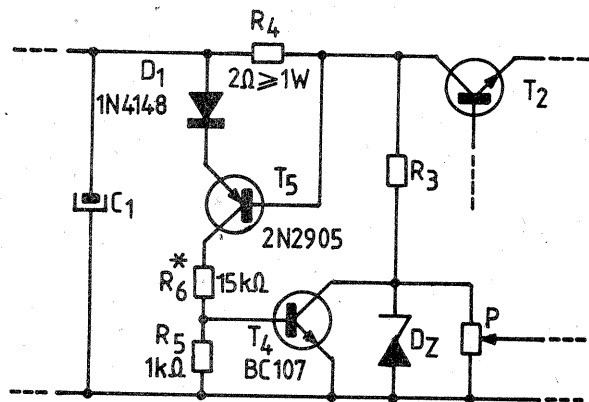 R4
2Ω≥1W
D1
1N4148
T2
T5
R3
C1
2N2905
*
R6
15kΩ
R5
1kΩ
T4
BC107
DZ
P